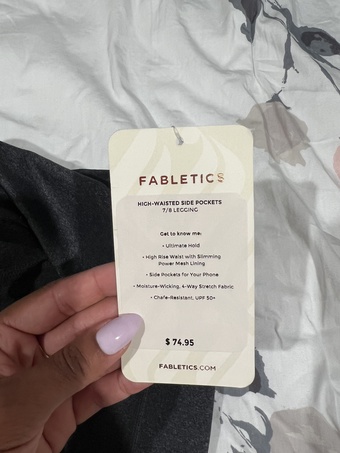 FABLETICS
HIGH-WAISTED SIDE POCKETS
7/8 LEGGING
Get to know me:
• Ultimate Hold
• High Rise Waist with Slimming
Power Mesh Lining
• Side Pockets for Your Phone
• Moisture-Wicking, 4-Way Stretch Fabric
• Chafe-Resistant, UPF 50+
$ 74.95
FABLETICS.COM